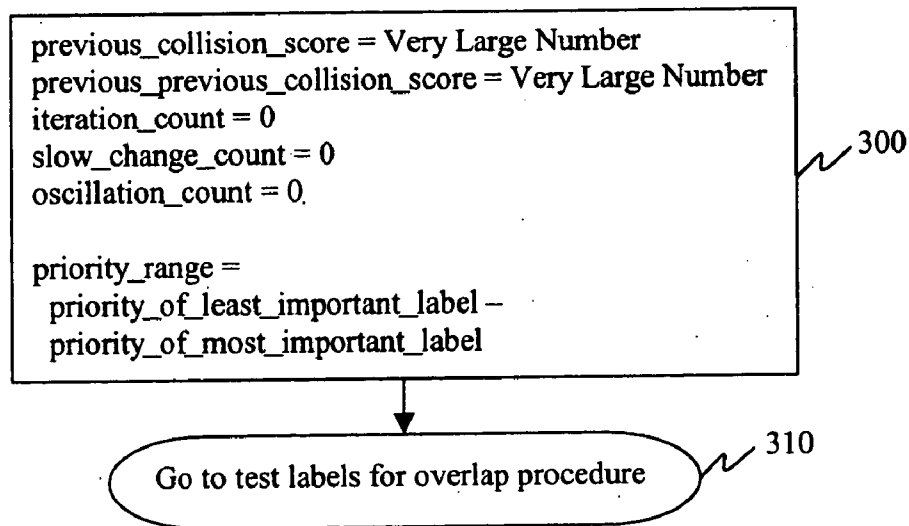 previous_collision_score = Very Large Number
previous_previous_collision_score = Very Large Number
iteration_count = 0
slow_change_count = 0
oscillation_count = 0
priority_range =
priority_of_least_important_label –
priority_of_most_important_label
300
Go to test labels for overlap procedure
310